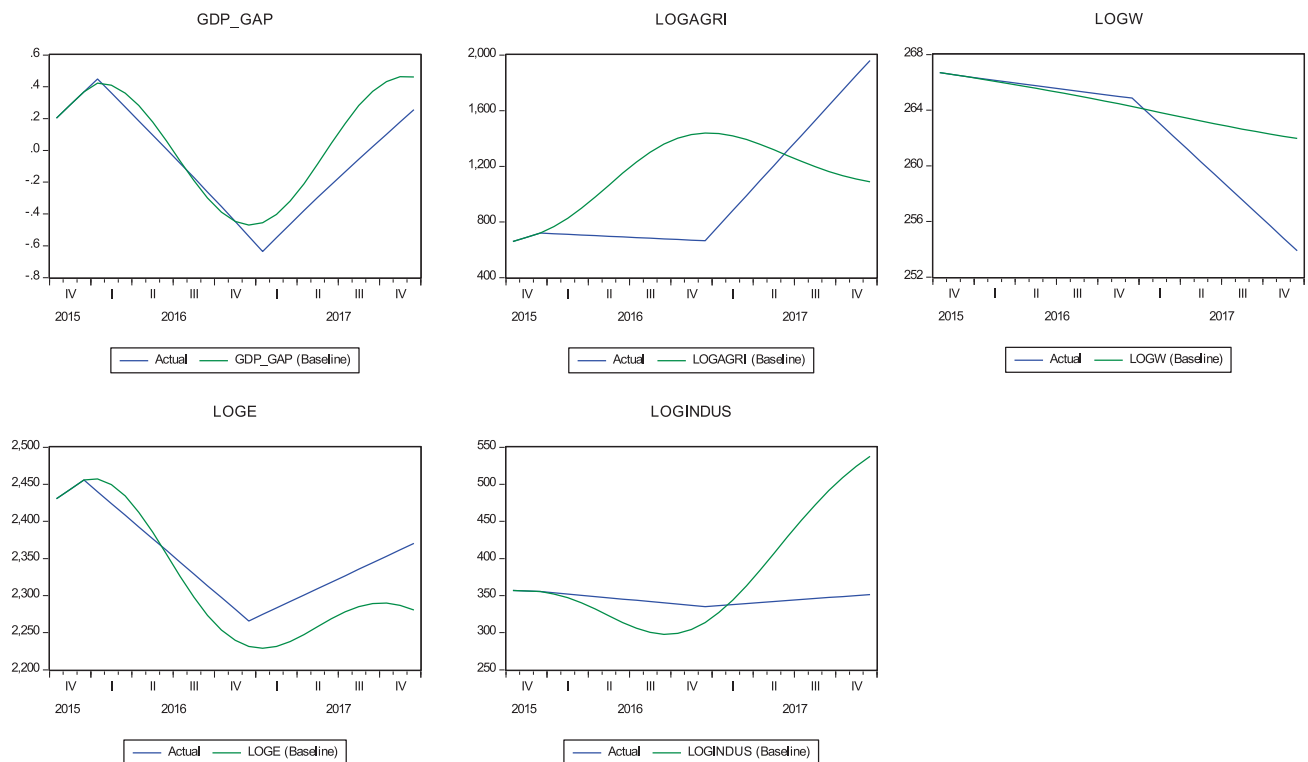 GDP_GAP
.6
.4
.2
.0
-.2
-.4
-.6
-.8
IV I II III IV I II III IV
2015 2016 2017
Actual GDP_GAP (Baseline)
LOGAGRI
2,000
1,600
1,200
800
400
IV I II III IV I II III IV
2015 2016 2017
Actual LOGAGRI (Baseline)
LOGW
268
264
260
256
252
IV I II III IV I II III IV
2015 2016 2017
Actual LOGW (Baseline)
LOGE
2,500
2,450
2,400
2,350
2,300
2,250
2,200
IV I II III IV I II III IV
2015 2016 2017
Actual LOGE (Baseline)
LOGINDUS
550
500
450
400
350
300
250
IV I II III IV I II III IV
2015 2016 2017
Actual LOGINDUS (Baseline)